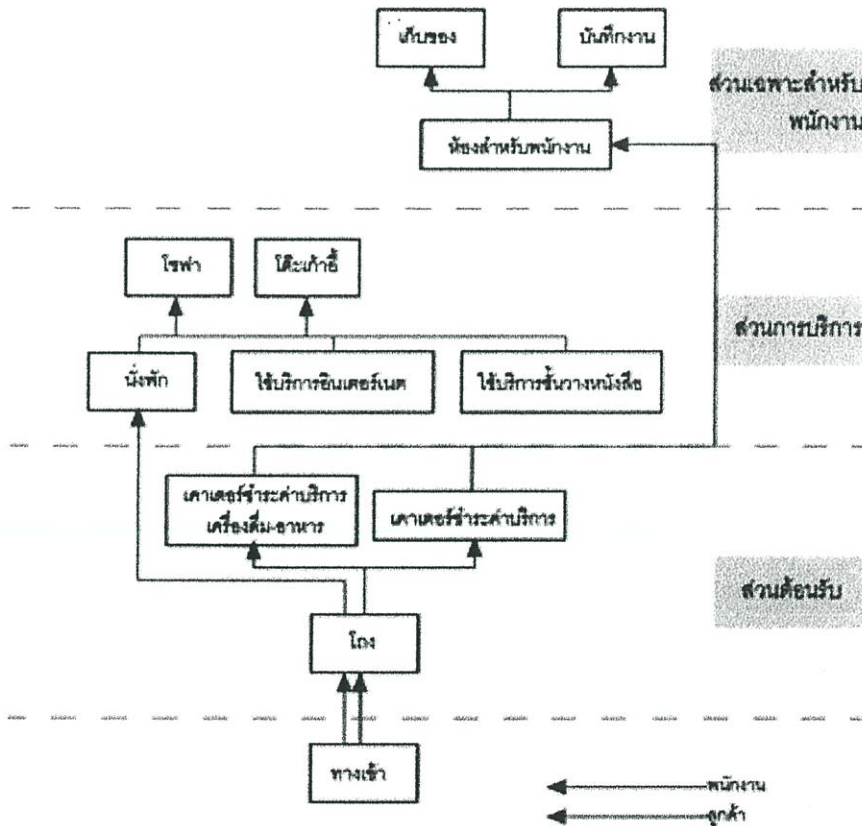 เก็บของ
บันทึกงาน
ส่วนเฉพาะสำหรับ
พนักงาน
ห้องสำหรับพนักงาน
โซฟา
โต๊ะเก้าอี้
ส่วนการบริการ
นั่งพัก
ใช้บริการอินเตอร์เนต
ใช้บริการชั้นวางหนังสือ
เคาเตอร์ชำระค่าบริการ
เครื่องดื่ม-อาหาร
เคาเตอร์ชำระค่าบริการ
ส่วนต้อนรับ
โถง
ทางเข้า
พนักงาน
ลูกค้า